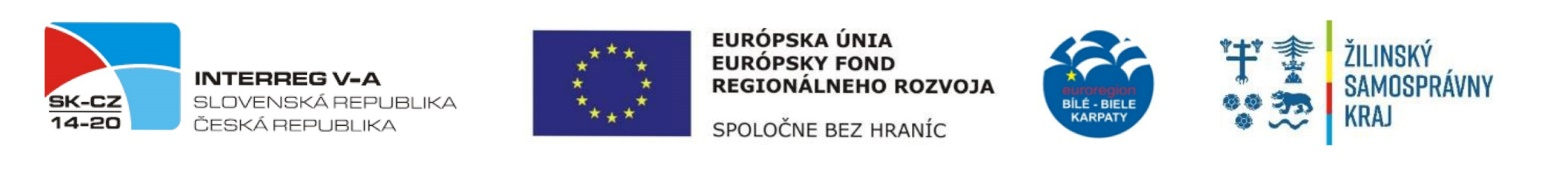 SK-CZ
14-20
INTERREG V-A
SLOVENSKÁ REPUBLIKA
ČESKÁ REPUBLIKA
EURÓPSKA ÚNIA
EURÓPSKY FOND
REGIONÁLNEHO ROZVOJA
SPOLOČNE BEZ HRANÍC
euroregion
BÍLÉ - BIELE
KARPATY
ŽILINSKÝ
SAMOSPRÁVNY
KRAJ